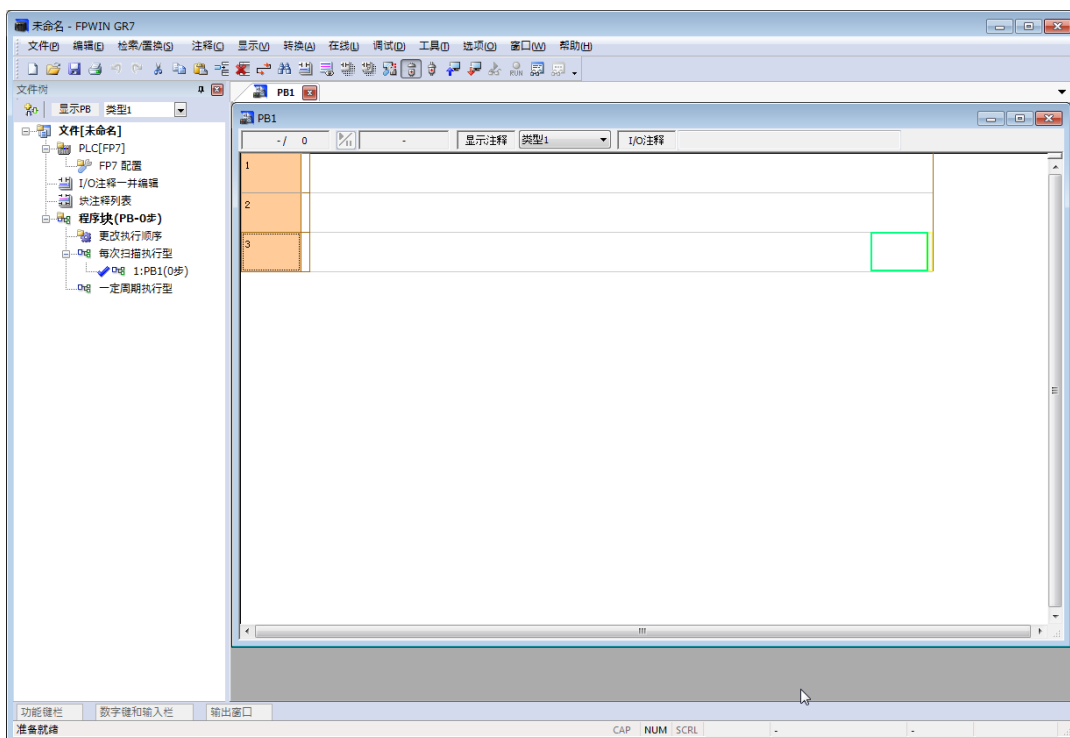 未命名 - FPWIN GR7
文件(F) 编辑(E) 检索/置换(S) 注释(C) 显示(V) 转换(A) 在线(L) 调试(D) 工具(T) 选项(O) 窗口(W) 帮助(H)
RUN
文件树
PB1
显示PB 类型1
文件[未命名]
PLC[FP7]
FP7 配置
I/O注释一并编辑
块注释列表
程序块(PB-0步)
更改执行顺序
每次扫描执行型
1:PB1(0步)
一定周期执行型
PB1
- / 0 - 显示注释 类型1 I/O注释
1
2
3
功能键栏 数字键和输入栏 输出窗口
准备就绪 CAP NUM SCRL - -